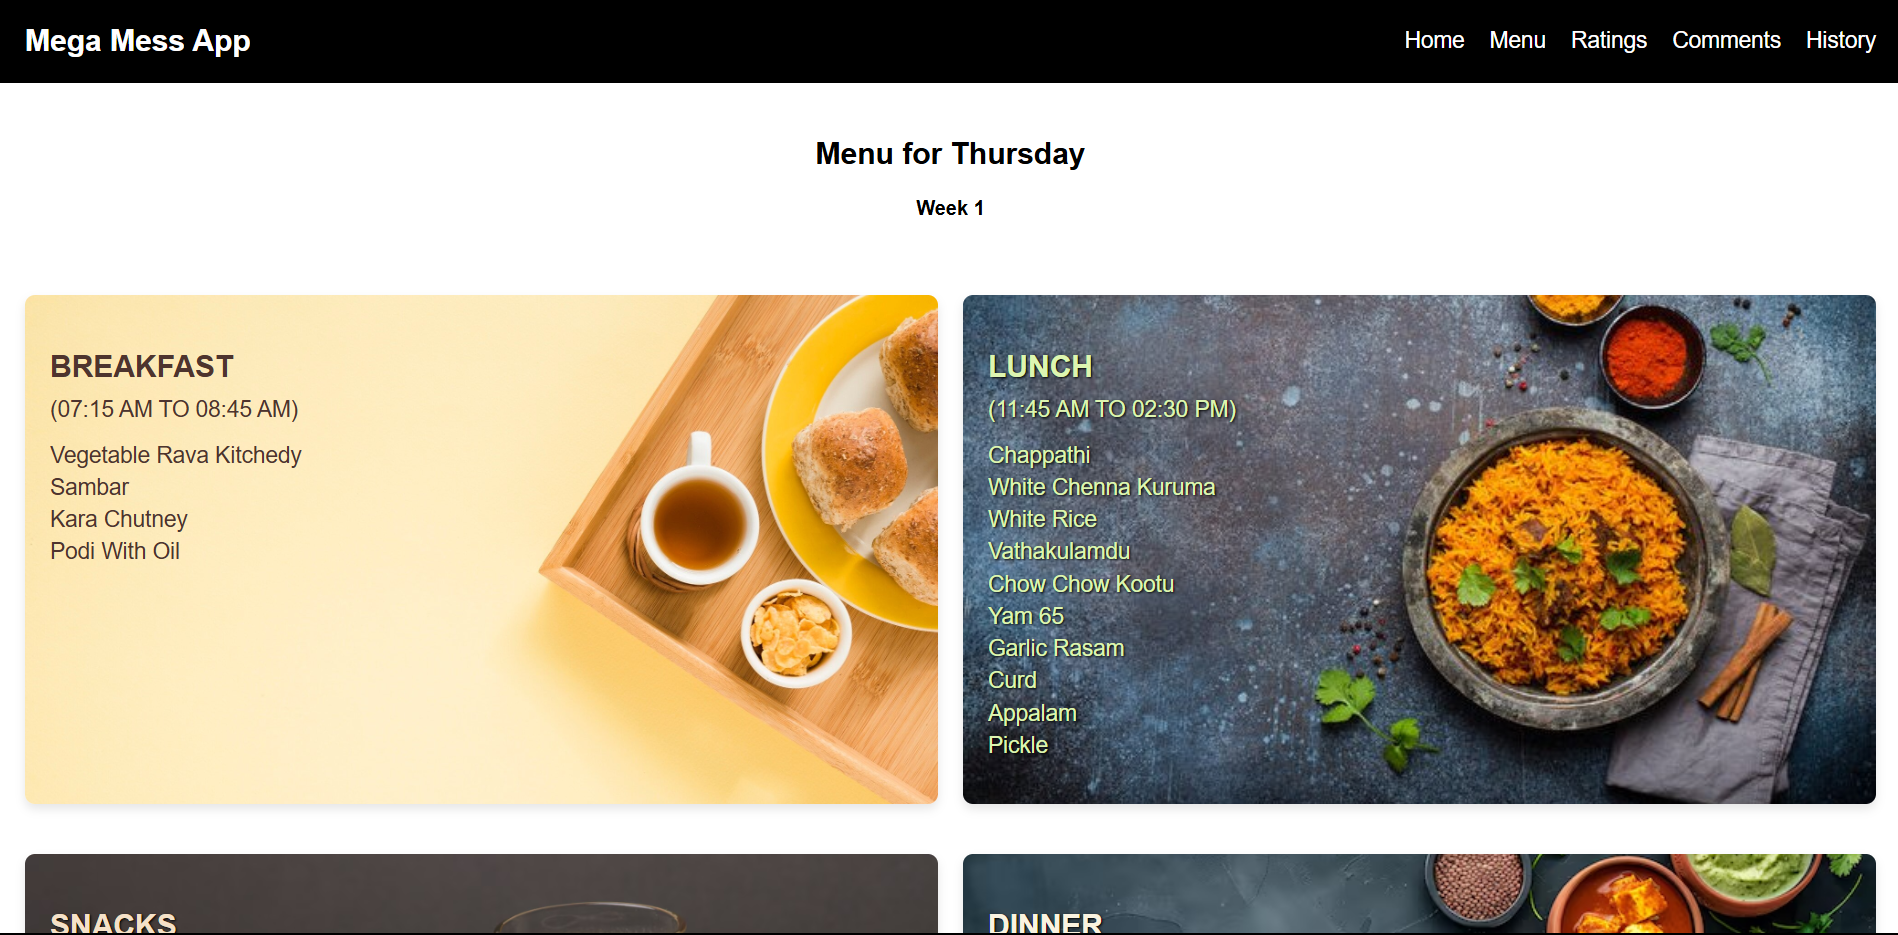 Mega Mess App
Home Menu Ratings Comments History
Menu for Thursday
Week 1
BREAKFAST
(07:15 AM TO 08:45 AM)
Vegetable Rava Kitchedy
Sambar
Kara Chutney
Podi With Oil
LUNCH
(11:45 AM TO 02:30 PM)
Chappathi
White Chenna Kuruma
White Rice
Vathakulamdu
Chow Chow Kootu
Yam 65
Garlic Rasam
Curd
Appalam
Pickle
SNACKS
DINNER